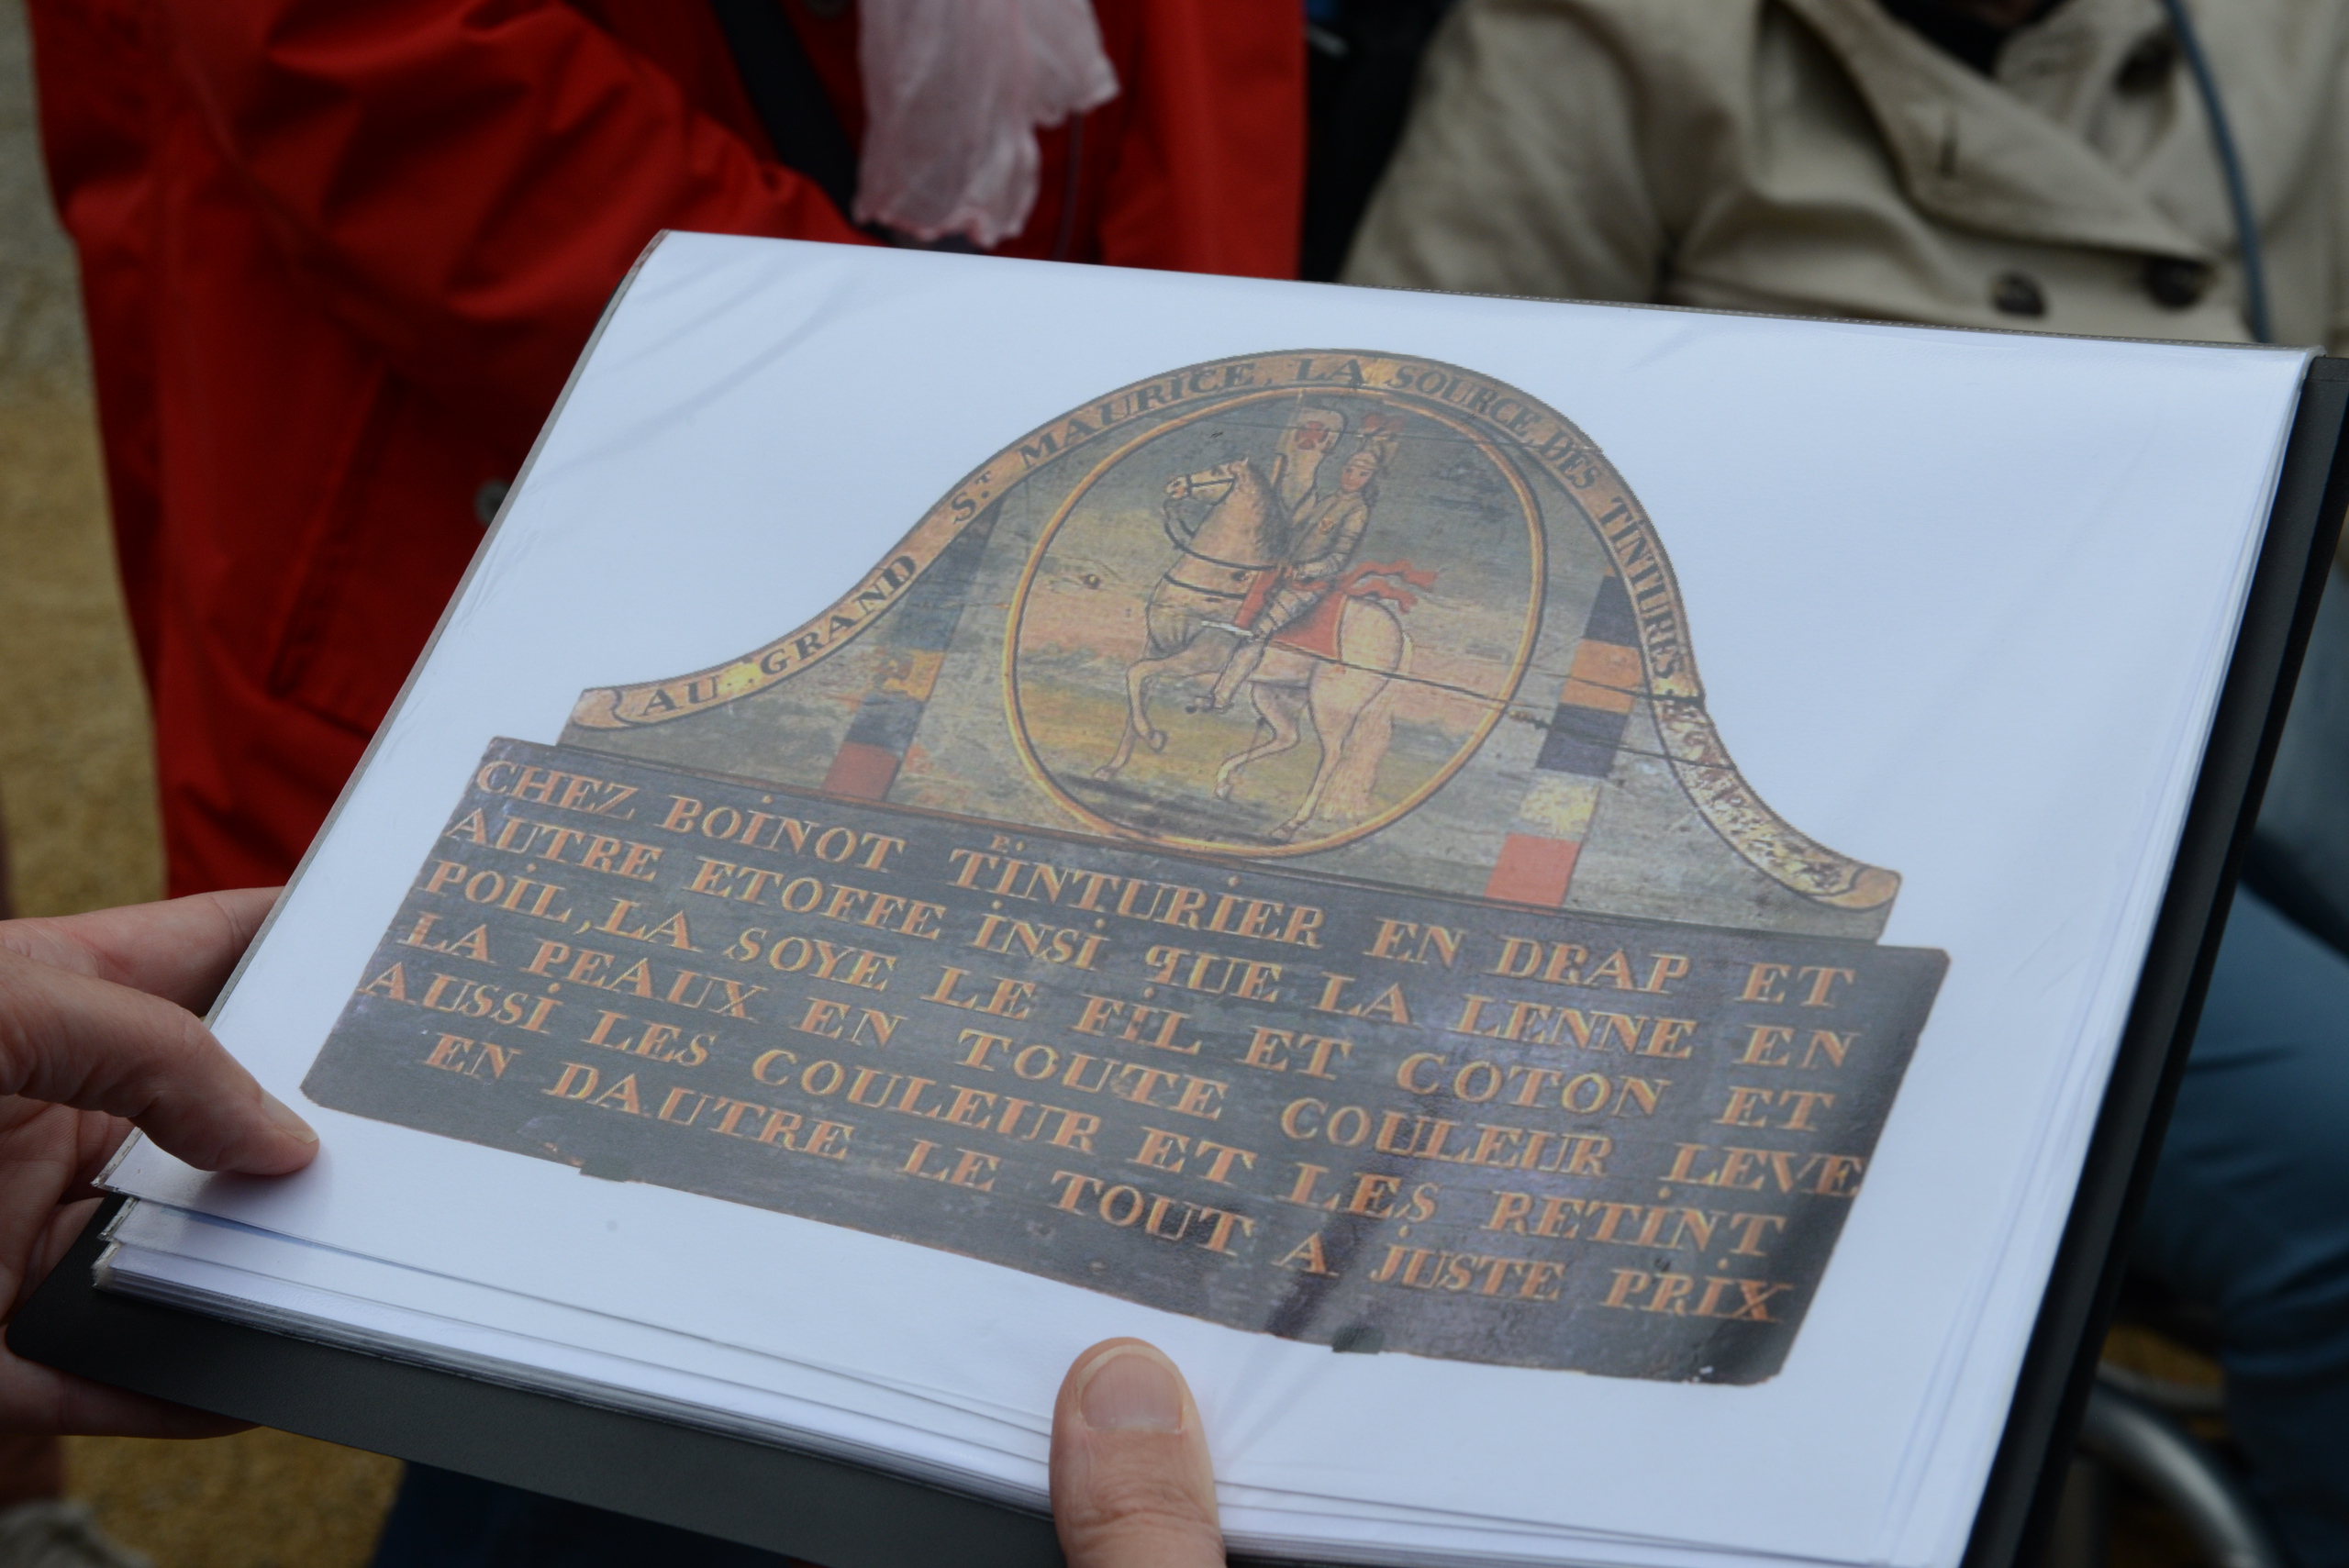 AU GRAND S.T MAURICE, LA SOURCE DES TINTURES.
CHEZ BOINOT P. TINTURIER EN DRAP ET
AUTRE ETOFFE INSI QUE LA LENNE EN
POIL, LA SOYE LE FIL ET COTON ET
LA PEAUX EN TOUTE COULEUR LEVE
AUSSI LES COULEUR ET LES RETINT
EN DAUTRE LE TOUT A JUSTE PRIX